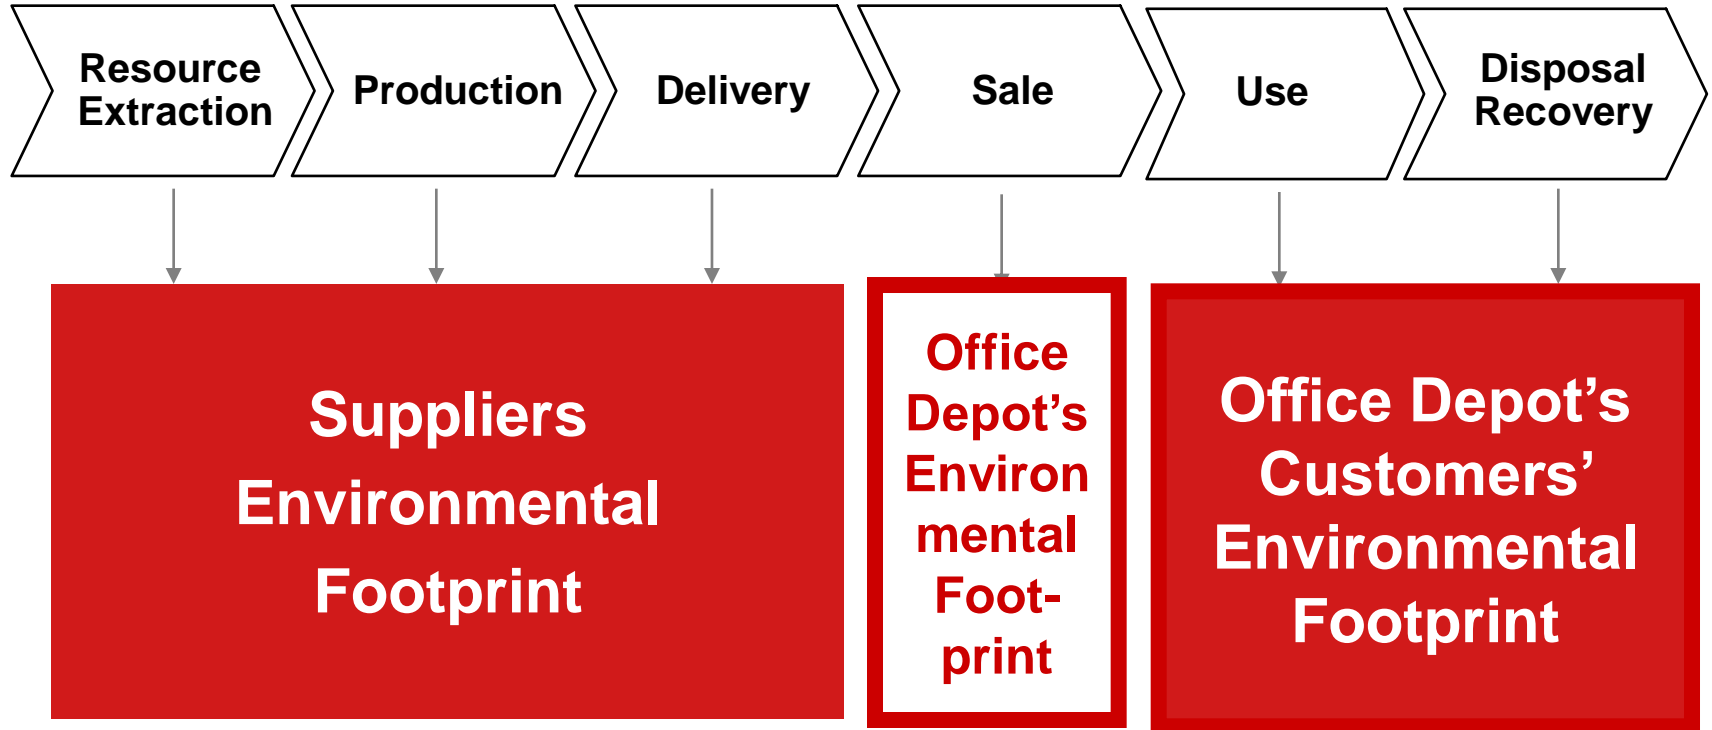 Resource
Extraction
Production
Delivery
Sale
Use
Disposal
Recovery
Suppliers
Environmental
Footprint
Office
Depot’s
Environ
mental
Foot-
print
Office Depot’s
Customers’
Environmental
Footprint